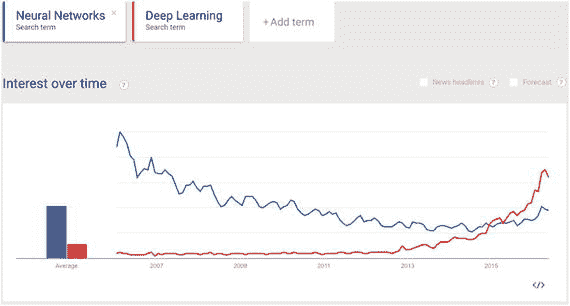 Neural Networks ×
Search term
Deep Learning
Search term
+Add term
Interest over time ?
News headlines ?
Forecast ?
Average
2007
2009
2011
2013
2015
</>